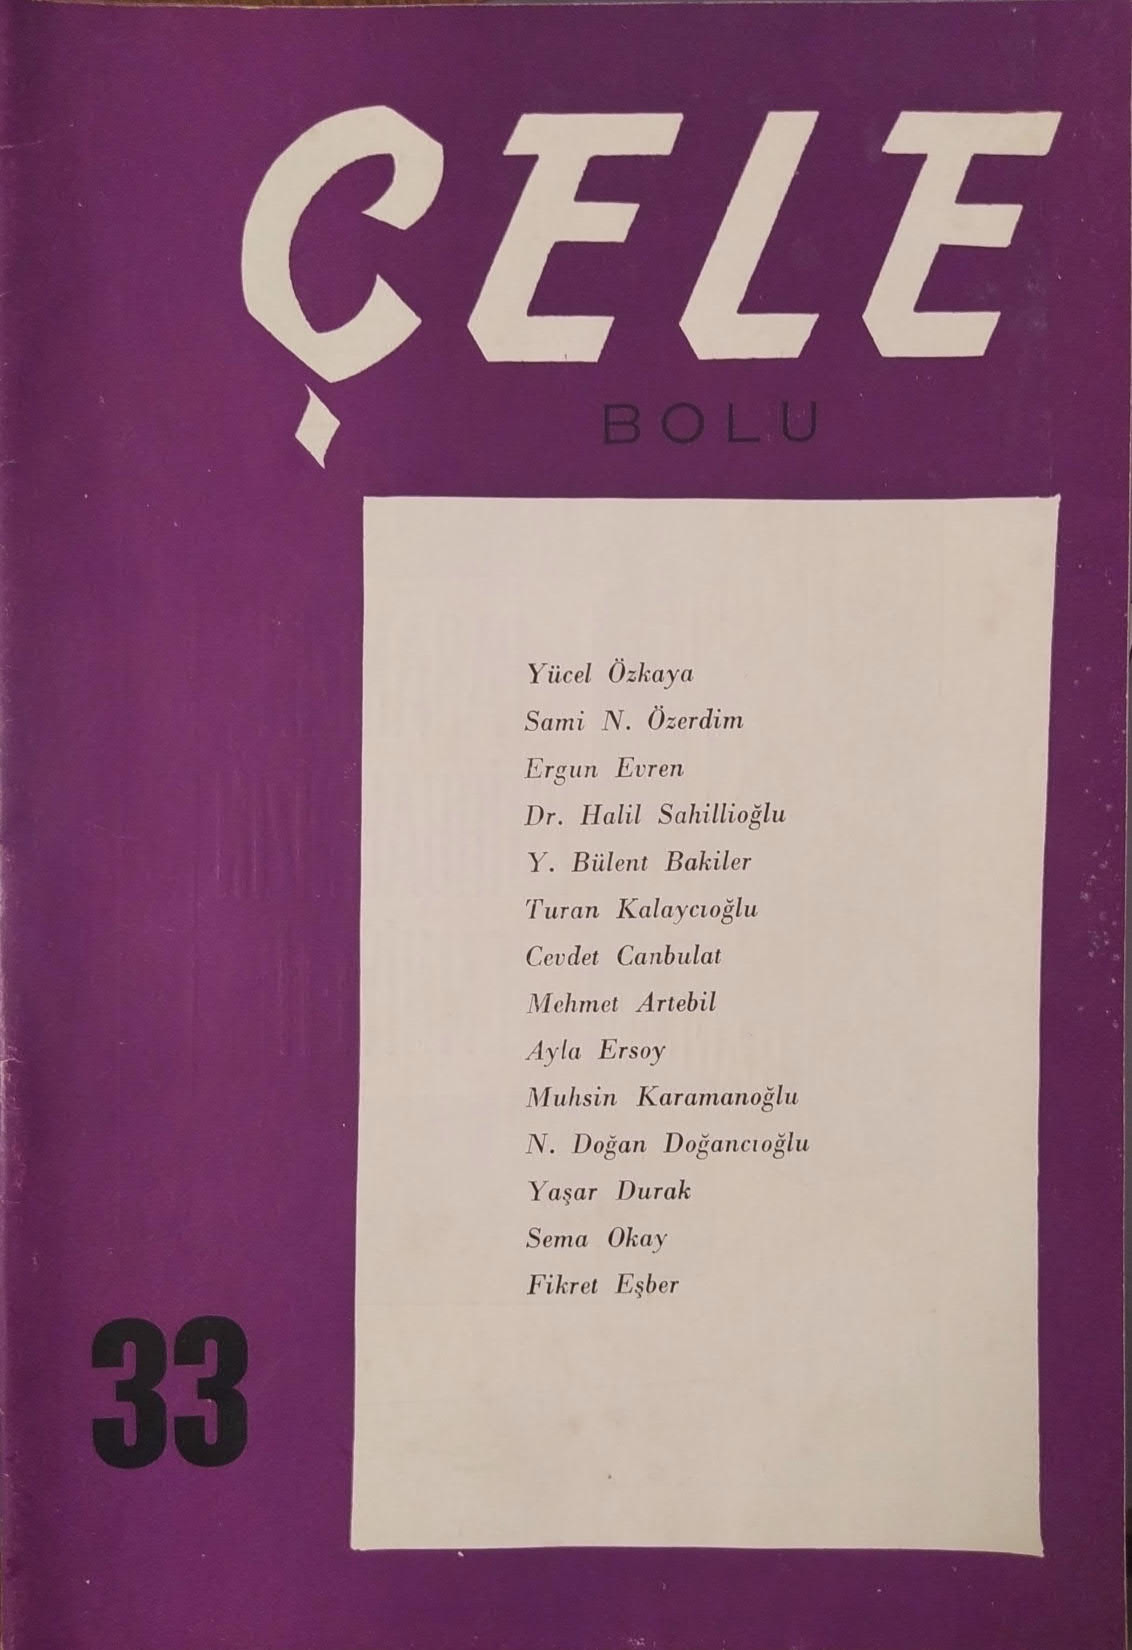 ÇELE
BOLU
Yücel Özkaya
Sami N. Özerdim
Ergun Evren
Dr. Halil Sahillioğlu
Y. Bülent Bakiler
Turan Kalaycıoğlu
Cevdet Canbulat
Mehmet Artebil
Ayla Ersoy
Muhsin Karamanoğlu
N. Doğan Doğancıoğlu
Yaşar Durak
Sema Okay
Fikret Eşber
33